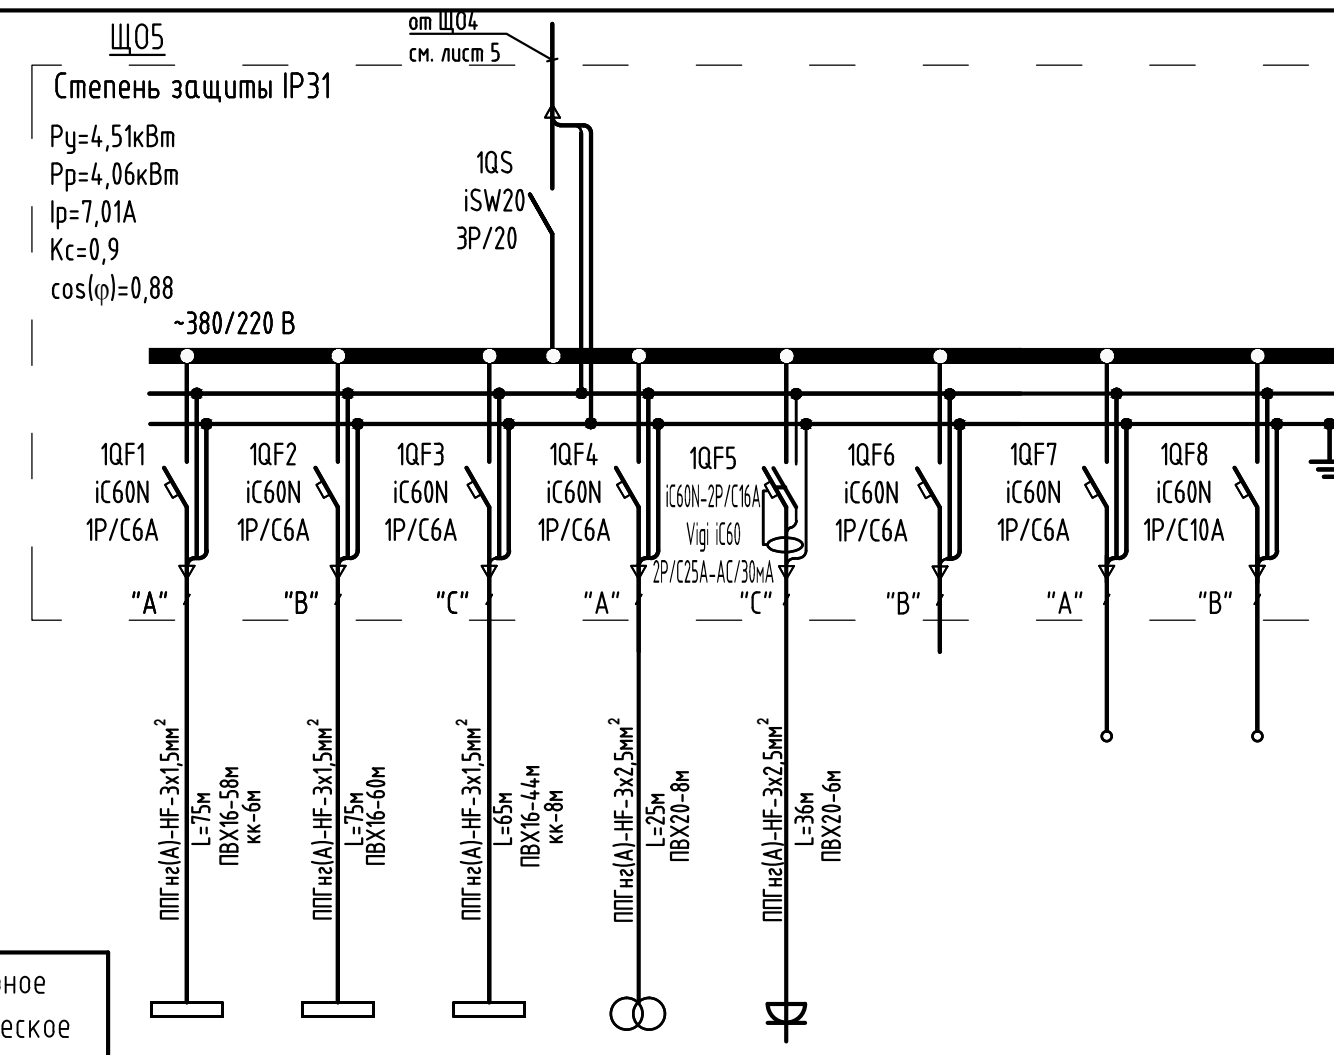 ЩО5
от ЩО4
см. лист 5
Степень защиты IP31
Ру=4,51кВт
Рр=4,06кВт
Iр=7,01А
Кс=0,9
cos(φ)=0,88
1QS
iSW20
3P/20
~380/220 В
1QF1
iC60N
1P/C6A
"A"
1QF2
iC60N
1P/C6A
"B"
1QF3
iC60N
1P/C6A
"C"
1QF4
iC60N
1P/C6A
"A"
1QF5
iC60N-2P/C16A
Vigi iC60
2P/C25A-AC/30мА
"C"
1QF6
iC60N
1P/C6A
"B"
1QF7
iC60N
1P/C6A
"A"
1QF8
iC60N
1P/C10A
"B"
ППГнг(А)-HF-3х1,5мм²
L=75м
ПВХ16-58м
кк-6м
ППГнг(А)-HF-3х1,5мм²
L=75м
ПВХ16-60м
ППГнг(А)-HF-3х1,5мм²
L=65м
ПВХ16-44м
кк-8м
ППГнг(А)-HF-3х2,5мм²
L=25м
ПВХ20-8м
ППГнг(А)-HF-3х2,5мм²
L=36м
ПВХ20-6м
ное
еское